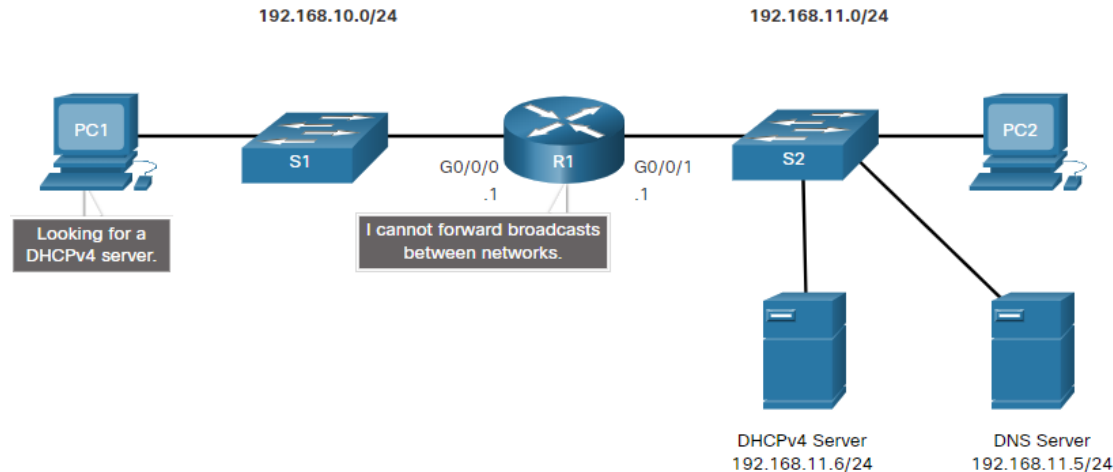 192.168.10.0/24
192.168.11.0/24
PC1
S1
R1
S2
PC2
G0/0/0
.1
G0/0/1
.1
Looking for a
DHCPv4 server.
I cannot forward broadcasts
between networks.
DHCPv4 Server
192.168.11.6/24
DNS Server
192.168.11.5/24